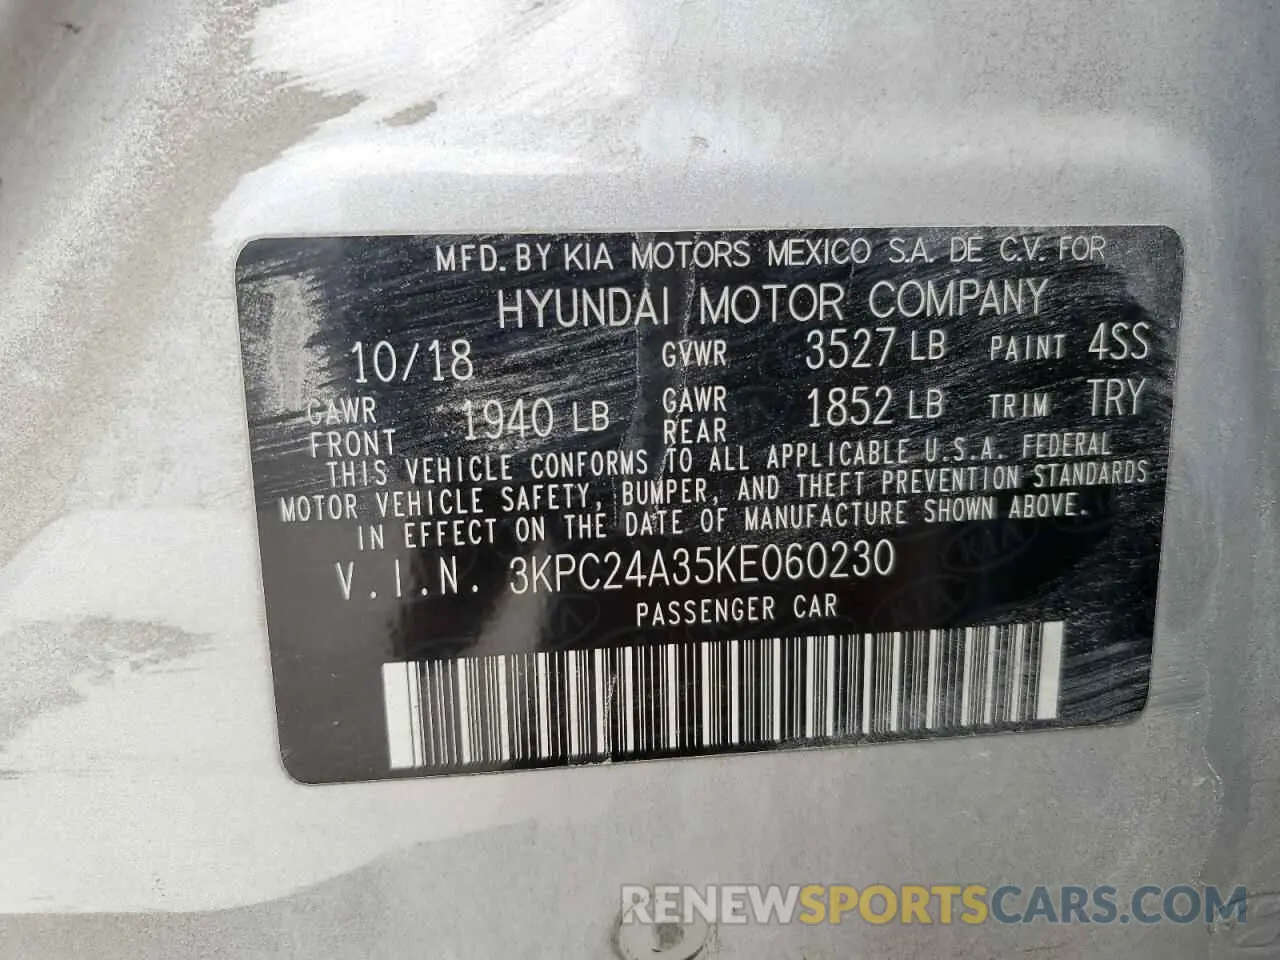 MFD. BY KIA MOTORS MEXICO S.A. DE C.V. FOR
HYUNDAI MOTOR COMPANY
10/18 GVWR 3527 LB PAINT 4SS
GAWR FRONT 1940 LB GAWR REAR 1852 LB TRIM TRY
THIS VEHICLE CONFORMS TO ALL APPLICABLE U.S.A. FEDERAL
MOTOR VEHICLE SAFETY, BUMPER, AND THEFT PREVENTION STANDARDS
IN EFFECT ON THE DATE OF MANUFACTURE SHOWN ABOVE.
V.I.N. 3KPC24A35KE060230
PASSENGER CAR
RENEWSPORTSCARS.COM